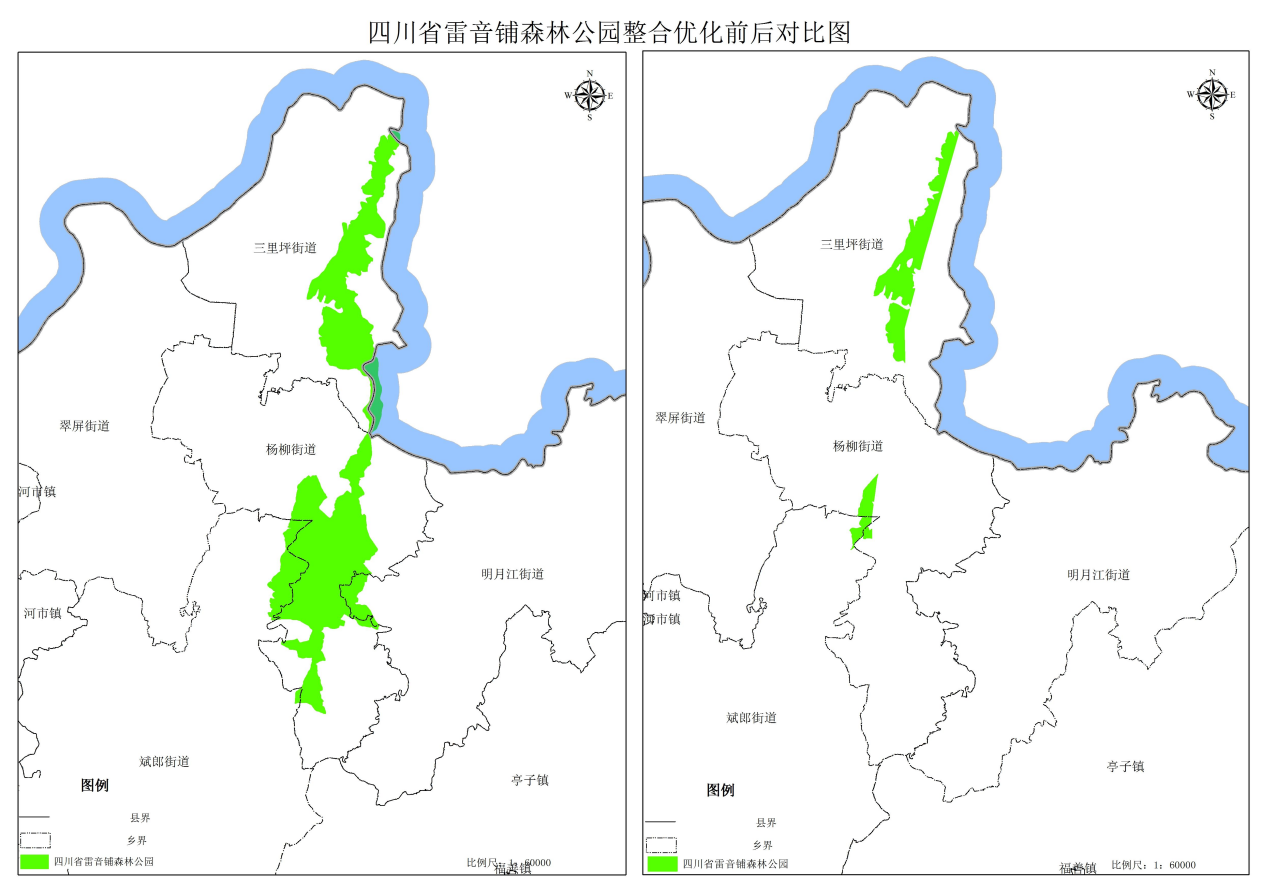 四川省雷音铺森林公园整合优化前后对比图
N
W E
S
三里坪街道
翠屏街道
杨柳街道
河市镇
明月江街道
河市镇
斌郎街道
亭子镇
图例
县界
乡界
四川省雷音铺森林公园
比例尺：1：60000
福善镇
N
W E
S
三里坪街道
翠屏街道
杨柳街道
明月江街道
河市镇
河市镇
斌郎街道
亭子镇
图例
县界
乡界
四川省雷音铺森林公园
福善镇
比例尺：1：60000